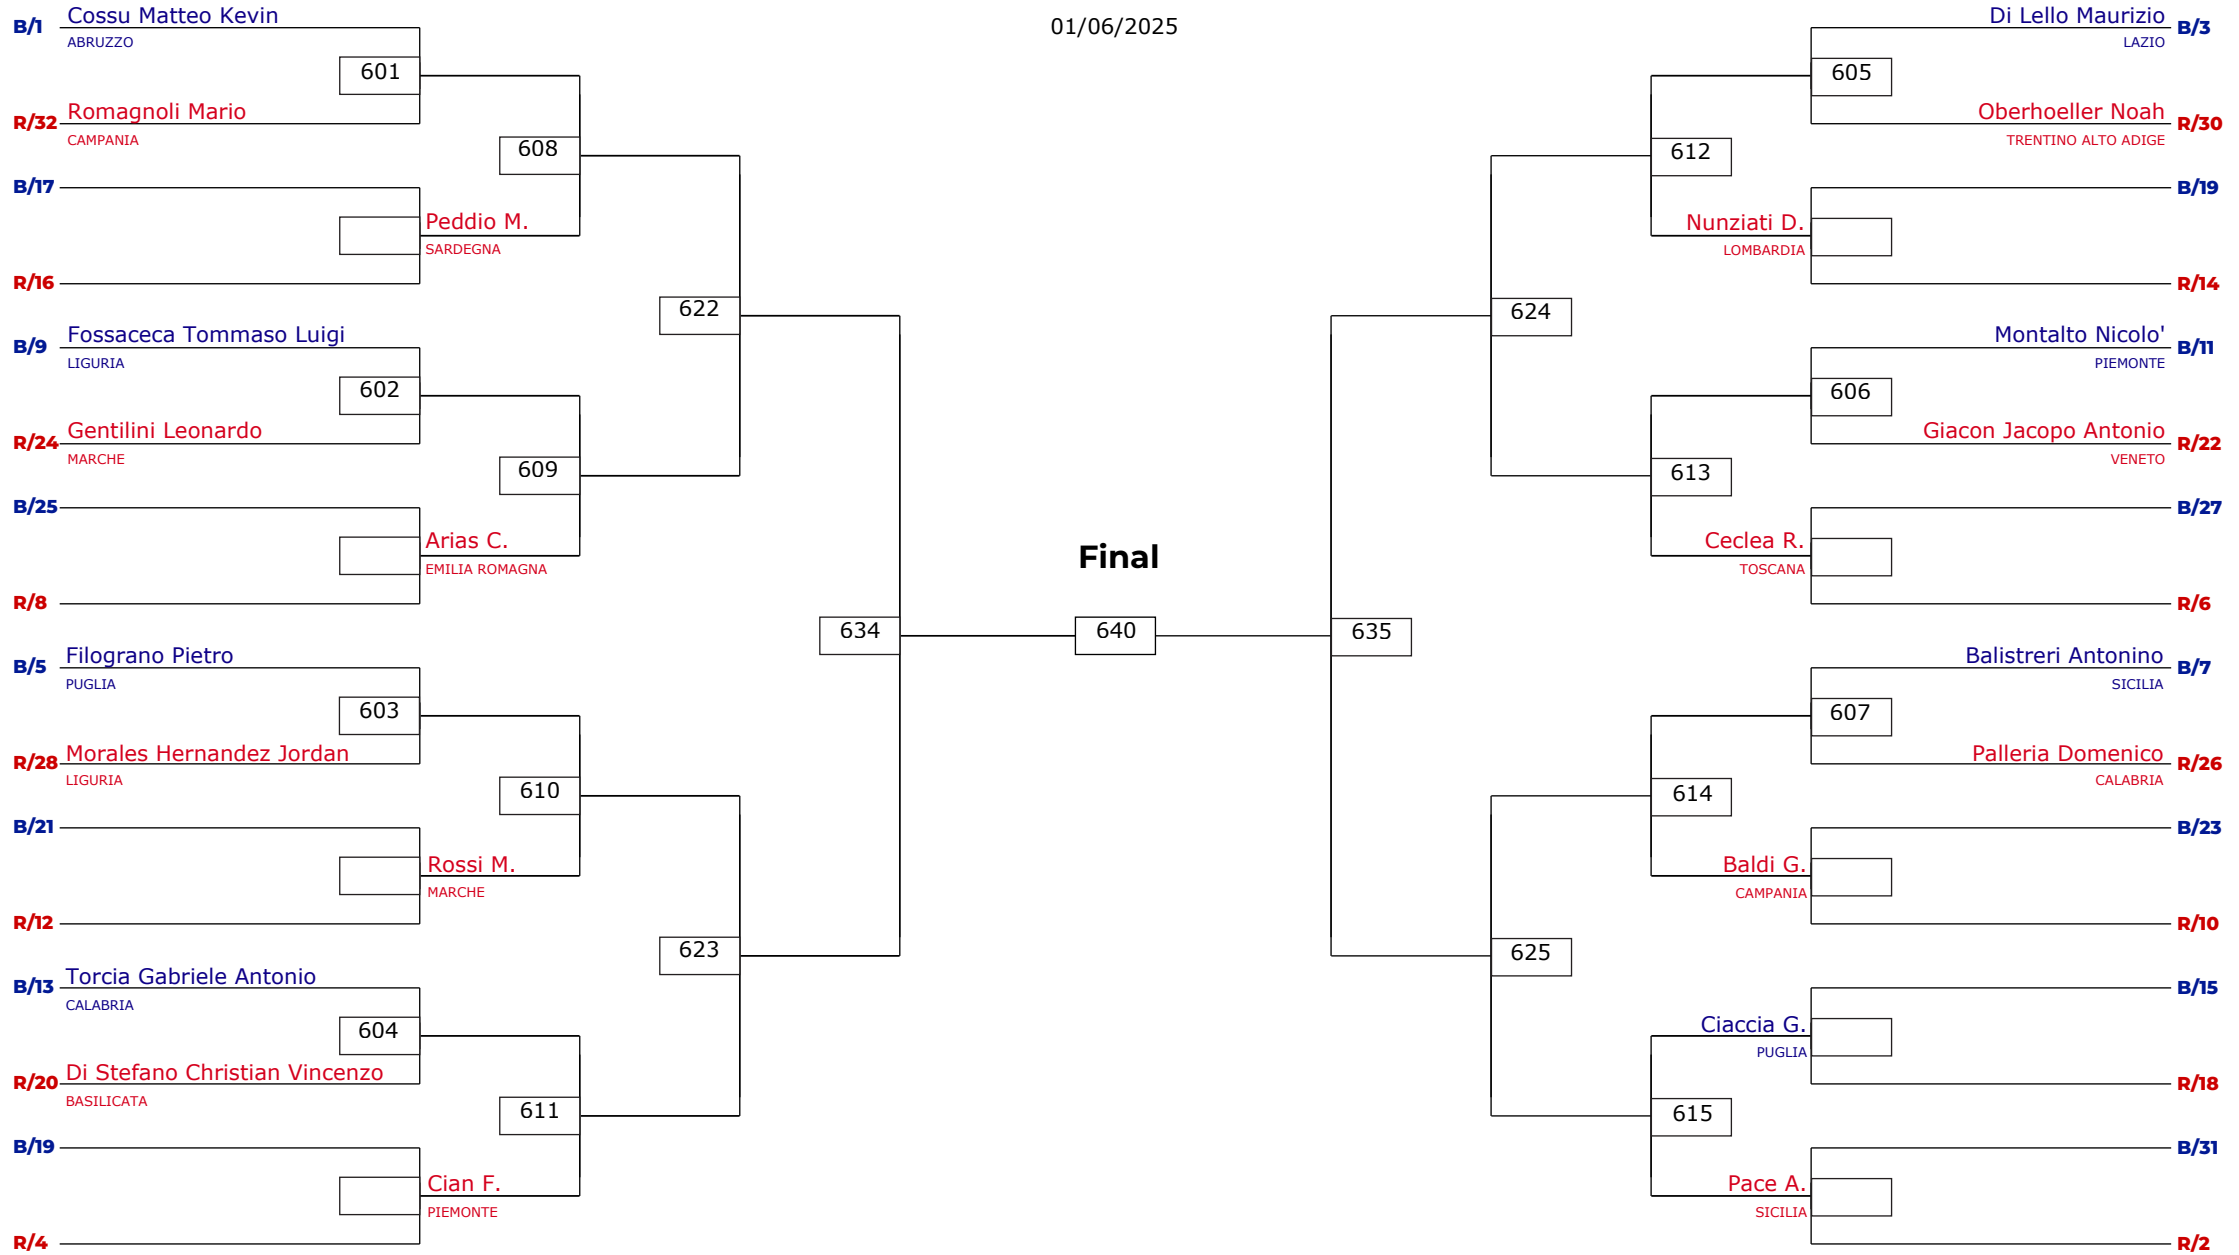 01/06/2025
B/1 Cossu Matteo Kevin
ABRUZZO
601
R/32 Romagnoli Mario
CAMPANIA
608
B/17
Peddio M.
SARDEGNA
R/16
622
B/9 Fossaceca Tommaso Luigi
LIGURIA
602
R/24 Gentilini Leonardo
MARCHE
609
B/25
Arias C.
EMILIA ROMAGNA
R/8
634
B/5 Filograno Pietro
PUGLIA
603
R/28 Morales Hernandez Jordan
LIGURIA
610
B/21
Rossi M.
MARCHE
R/12
623
B/13 Torcia Gabriele Antonio
CALABRIA
604
R/20 Di Stefano Christian Vincenzo
BASILICATA
611
B/19
Cian F.
PIEMONTE
R/4
Final
640
Di Lello Maurizio B/3
LAZIO
605
Oberhoeller Noah R/30
TRENTINO ALTO ADIGE
612
B/19
Nunziati D.
LOMBARDIA
R/14
624
Montalto Nicolo' B/11
PIEMONTE
606
Giacon Jacopo Antonio R/22
VENETO
613
B/27
Ceclea R.
TOSCANA
R/6
635
Balistreri Antonino B/7
SICILIA
607
Palleria Domenico R/26
CALABRIA
614
B/23
Baldi G.
CAMPANIA
R/10
625
B/15
Ciaccia G.
PUGLIA
R/18
615
B/31
Pace A.
SICILIA
R/2